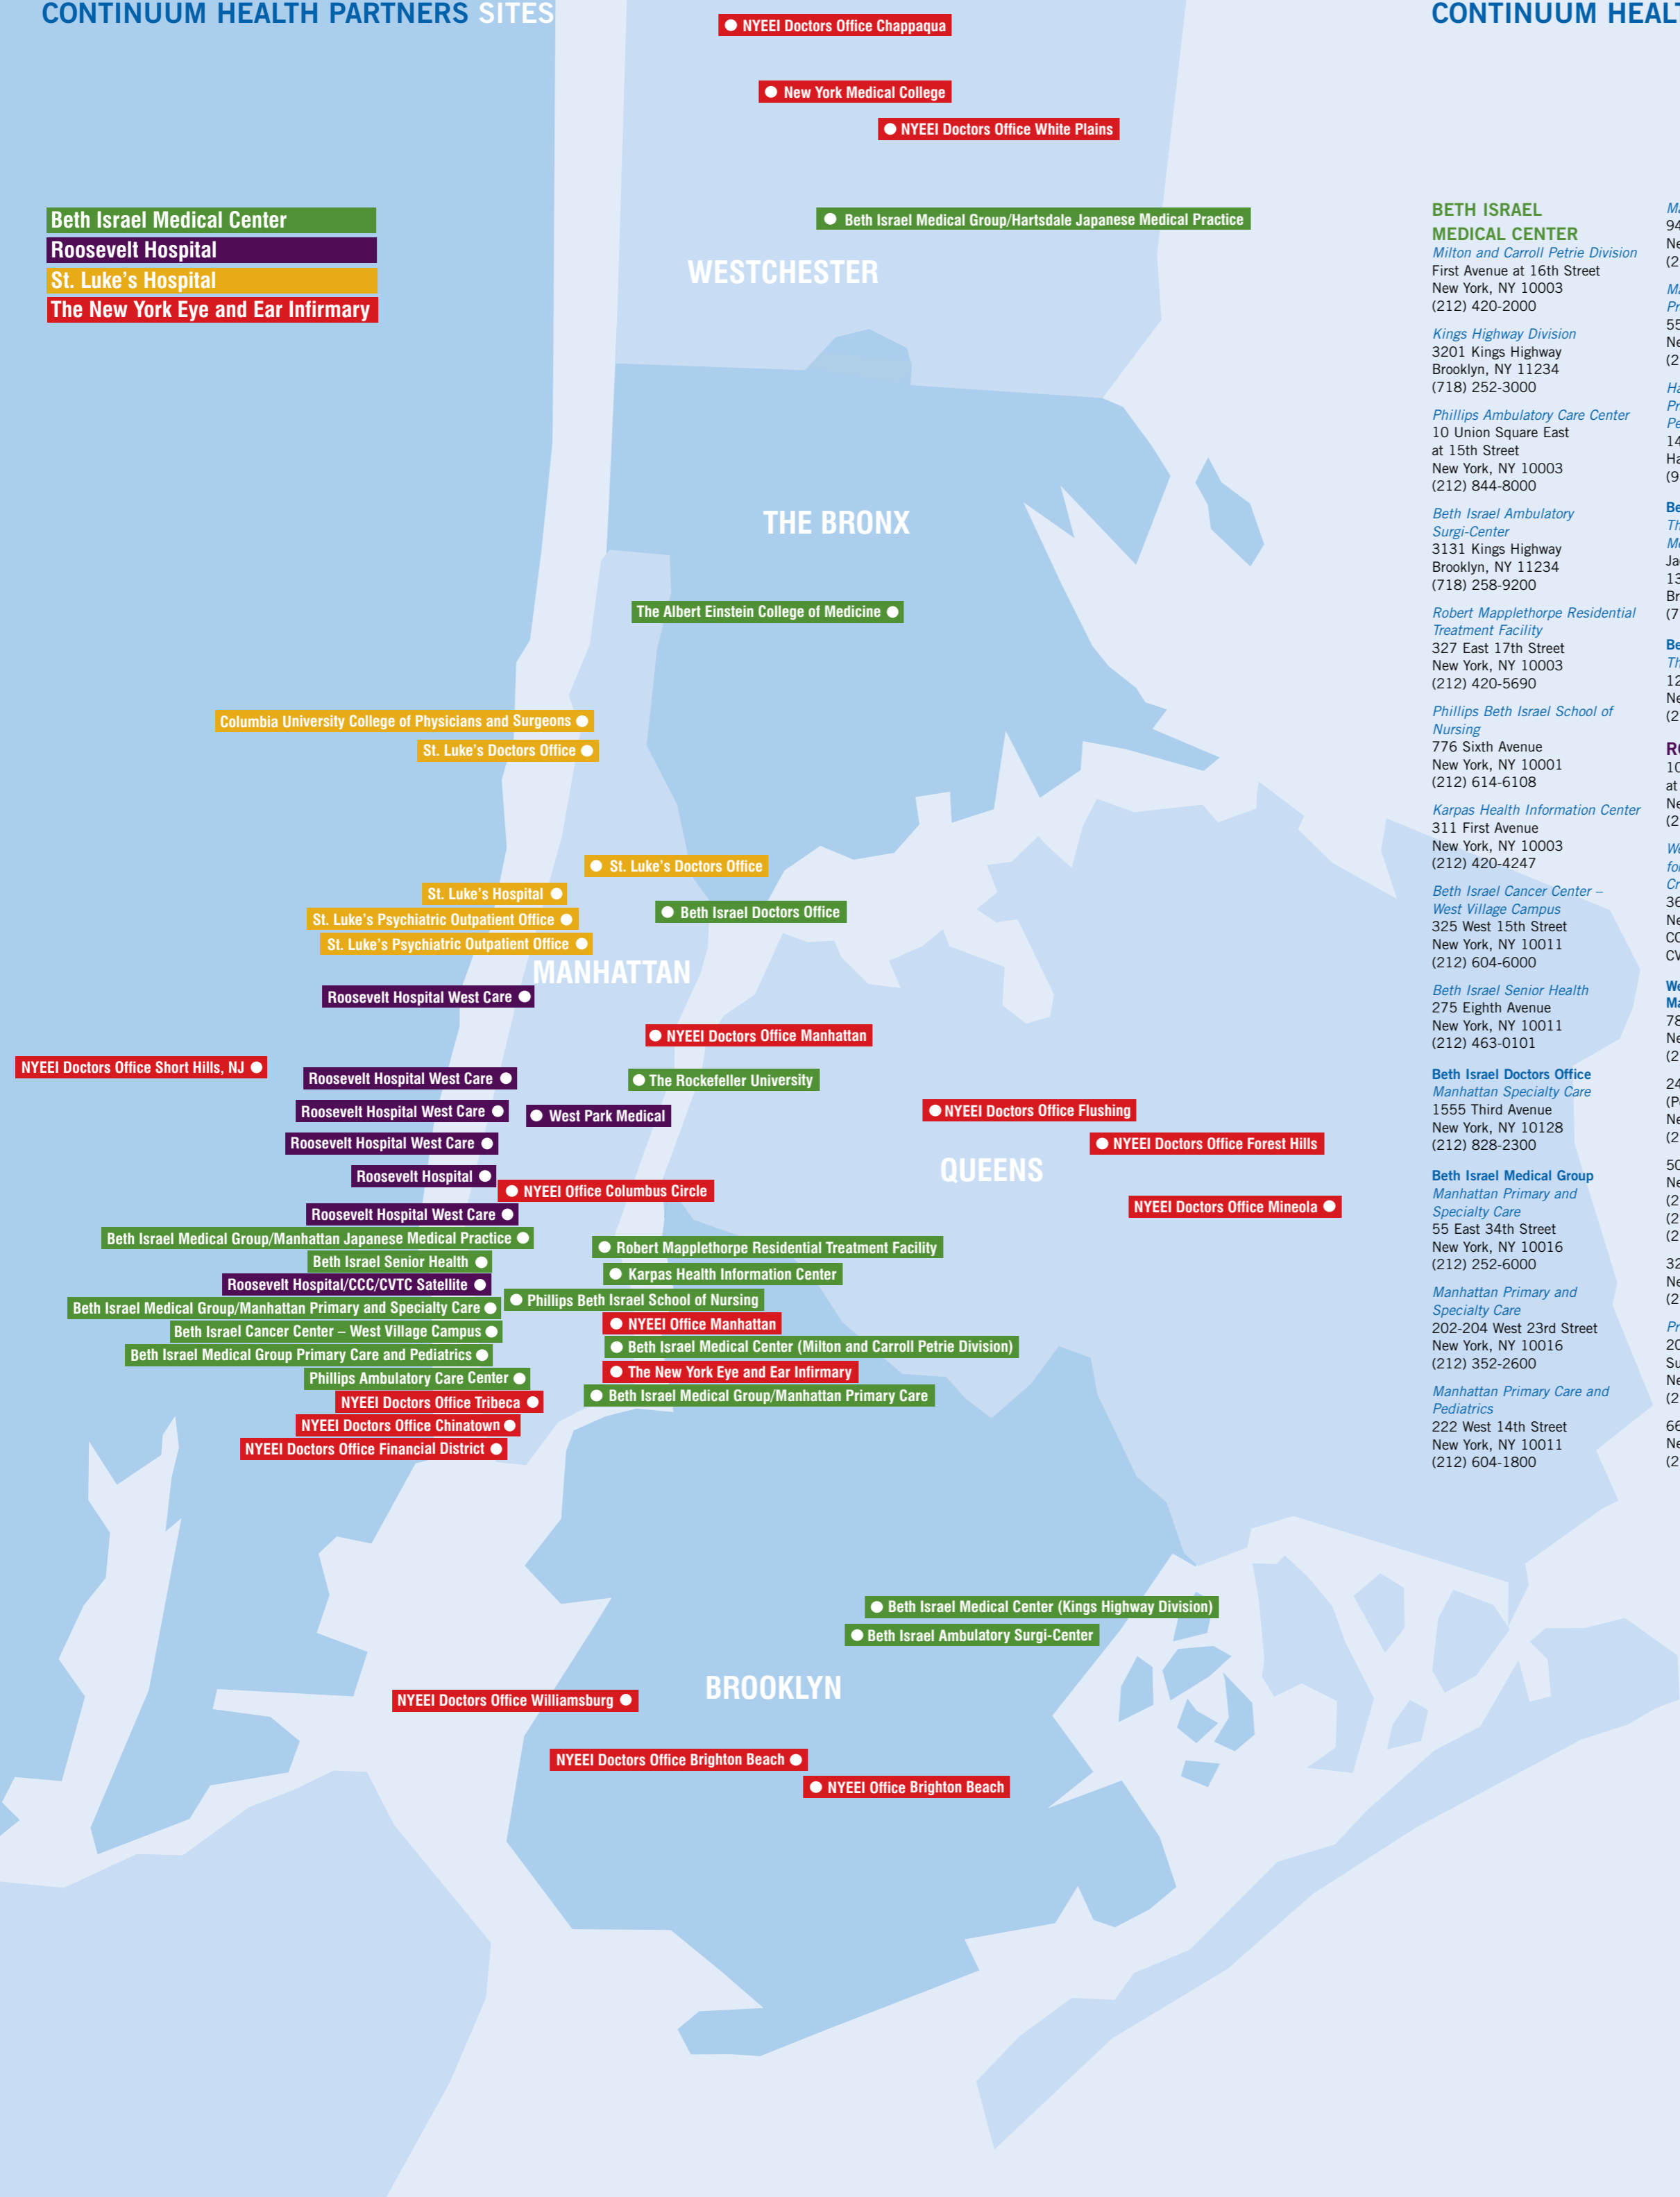 CONTINUUM HEALTH PARTNERS SITES
NYEEI Doctors Office Chappaqua
New York Medical College
NYEEI Doctors Office White Plains
Beth Israel Medical Center
Roosevelt Hospital
St. Luke's Hospital
The New York Eye and Ear Infirmary
Beth Israel Medical Group/Hartsdale Japanese Medical Practice
WESTCHESTER
THE BRONX
The Albert Einstein College of Medicine
Columbia University College of Physicians and Surgeons
St. Luke's Doctors Office
St. Luke's Doctors Office
St. Luke's Hospital
Beth Israel Doctors Office
St. Luke's Psychiatric Outpatient Office
St. Luke's Psychiatric Outpatient Office
MANHATTAN
Roosevelt Hospital West Care
NYEEI Doctors Office Manhattan
NYEEI Doctors Office Short Hills, NJ
Roosevelt Hospital West Care
The Rockefeller University
Roosevelt Hospital West Care
West Park Medical
NYEEI Doctors Office Flushing
Roosevelt Hospital West Care
NYEEI Doctors Office Forest Hills
QUEENS
Roosevelt Hospital
NYEEI Office Columbus Circle
NYEEI Doctors Office Mineola
Roosevelt Hospital West Care
Beth Israel Medical Group/Manhattan Japanese Medical Practice
Robert Mapplethorpe Residential Treatment Facility
Beth Israel Senior Health
Karpas Health Information Center
Roosevelt Hospital/CCC/CVTC Satellite
Phillips Beth Israel School of Nursing
Beth Israel Medical Group/Manhattan Primary and Specialty Care
NYEEI Office Manhattan
Beth Israel Cancer Center – West Village Campus
Beth Israel Medical Center (Milton and Carroll Petrie Division)
Beth Israel Medical Group Primary Care and Pediatrics
The New York Eye and Ear Infirmary
Phillips Ambulatory Care Center
Beth Israel Medical Group/Manhattan Primary Care
NYEEI Doctors Office Tribeca
NYEEI Doctors Office Chinatown
NYEEI Doctors Office Financial District
Beth Israel Medical Center (Kings Highway Division)
Beth Israel Ambulatory Surgi-Center
BROOKLYN
NYEEI Doctors Office Williamsburg
NYEEI Doctors Office Brighton Beach
NYEEI Office Brighton Beach
CONTINUUM
BETH ISRAEL
MEDICAL CENTER
Milton and Carroll Petrie Division
First Avenue at 16th Street
New York, NY 10003
(212) 420-2000
Kings Highway Division
3201 Kings Highway
Brooklyn, NY 11234
(718) 252-3000
Phillips Ambulatory Care Center
10 Union Square East
at 15th Street
New York, NY 10003
(212) 844-8000
Beth Israel Ambulatory
Surgi-Center
3131 Kings Highway
Brooklyn, NY 11234
(718) 258-9200
Robert Mapplethorpe Residential
Treatment Facility
327 East 17th Street
New York, NY 10003
(212) 420-5690
Phillips Beth Israel School of
Nursing
776 Sixth Avenue
New York, NY 10001
(212) 614-6108
Karpas Health Information Center
311 First Avenue
New York, NY 10003
(212) 420-4247
Beth Israel Cancer Center –
West Village Campus
325 West 15th Street
New York, NY 10011
(212) 604-6000
Beth Israel Senior Health
275 Eighth Avenue
New York, NY 10011
(212) 463-0101
Beth Israel Doctors Office
Manhattan Specialty Care
1555 Third Avenue
New York, NY 10128
(212) 828-2300
Beth Israel Medical Group
Manhattan Primary and
Specialty Care
55 East 34th Street
New York, NY 10016
(212) 252-6000
Manhattan Primary and
Specialty Care
202-204 West 23rd Street
New York, NY 10016
(212) 352-2600
Manhattan Primary Care and
Pediatrics
222 West 14th Street
New York, NY 10011
(212) 604-1800